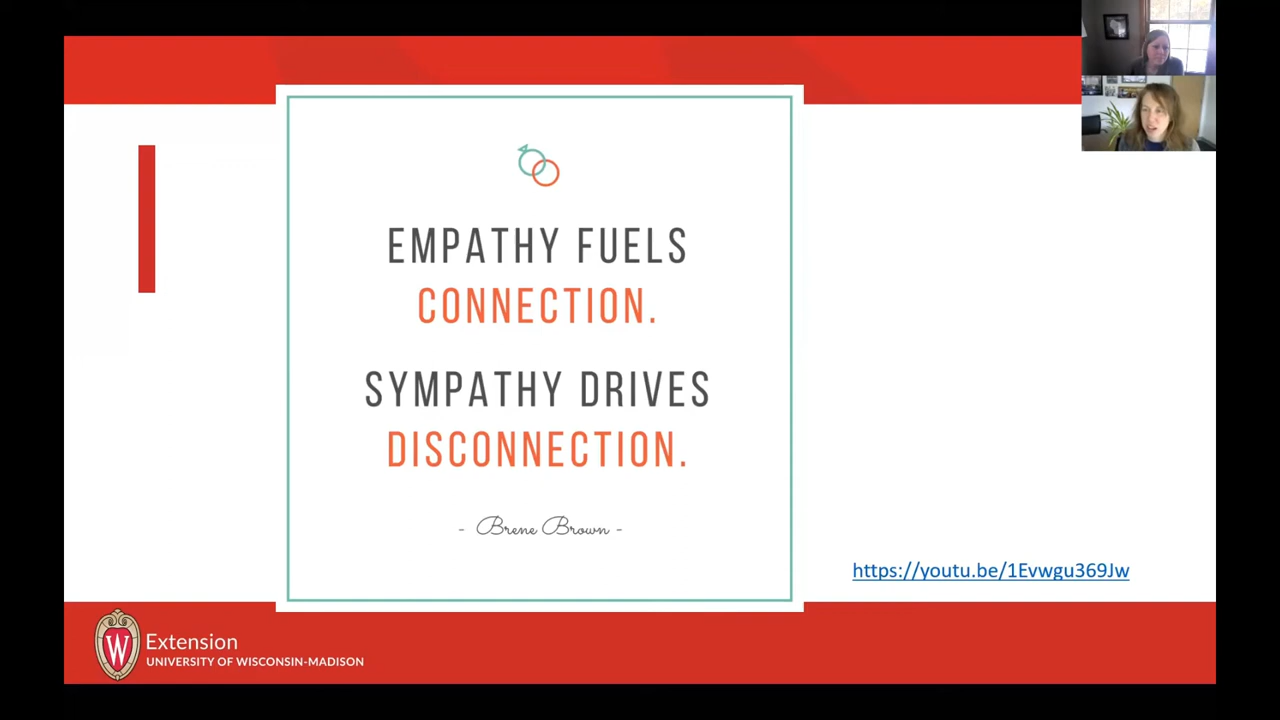 EMPATHY FUELS
CONNECTION.
SYMPATHY DRIVES
DISCONNECTION.
- Brene Brown -
https://youtu.be/1Evwgu369Jw
W
Extension
UNIVERSITY OF WISCONSIN-MADISON